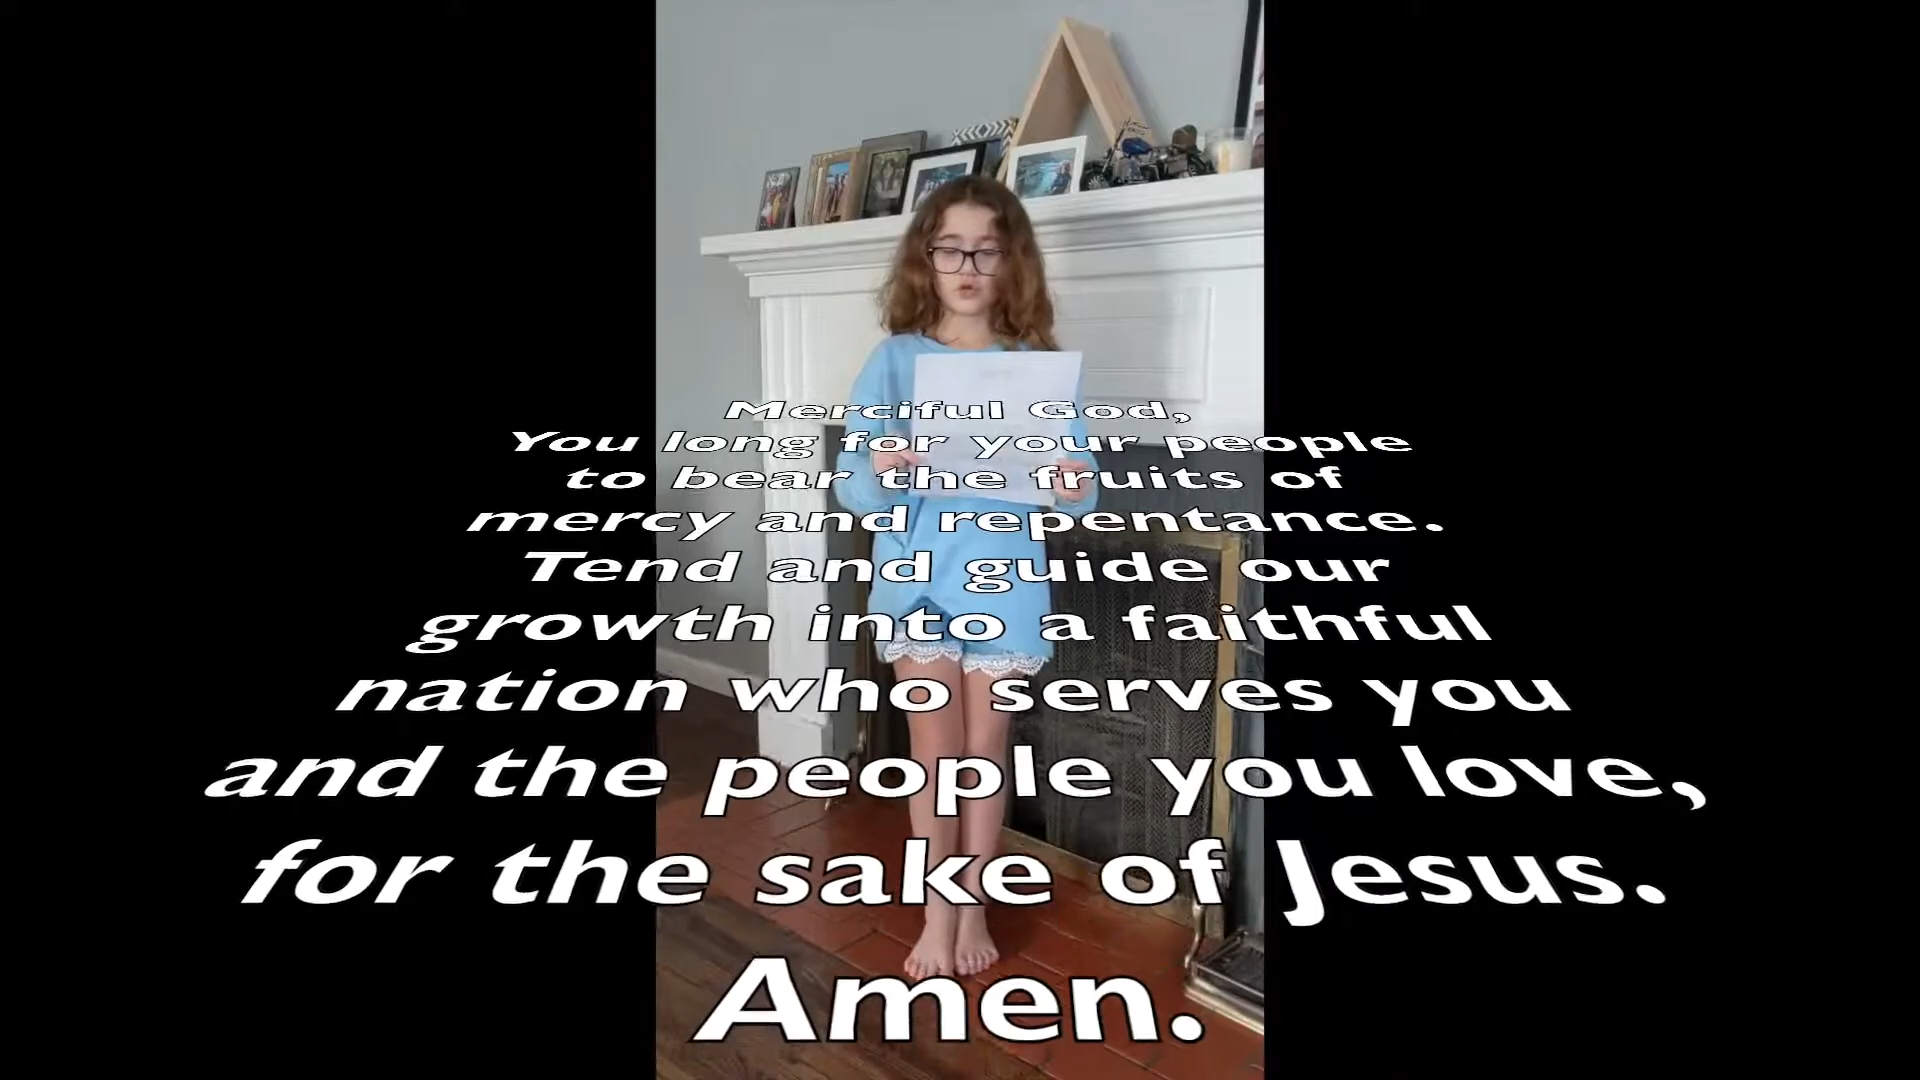 Merciful God,
You long for your people
to bear the fruits of
mercy and repentance.
Tend and guide our
growth into a faithful
nation who serves you
and the people you love,
for the sake of Jesus.
Amen.